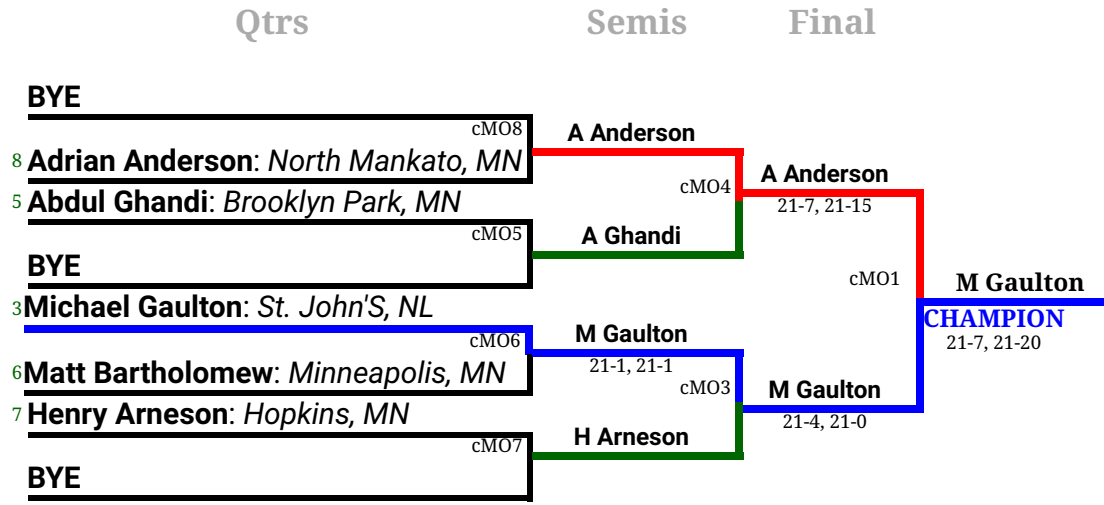 Qtrs Semis Final
BYE
cMO8
A Anderson
8 Adrian Anderson: North Mankato, MN
cMO4
A Anderson
5 Abdul Ghandi: Brooklyn Park, MN
21-7, 21-15
cMO5
A Ghandi
BYE
cMO1
M Gaulton
3 Michael Gaulton: St. John'S, NL
CHAMPION
cMO6
M Gaulton
21-7, 21-20
21-1, 21-1
6 Matt Bartholomew: Minneapolis, MN
cMO3
M Gaulton
7 Henry Arneson: Hopkins, MN
21-4, 21-0
cMO7
H Arneson
BYE